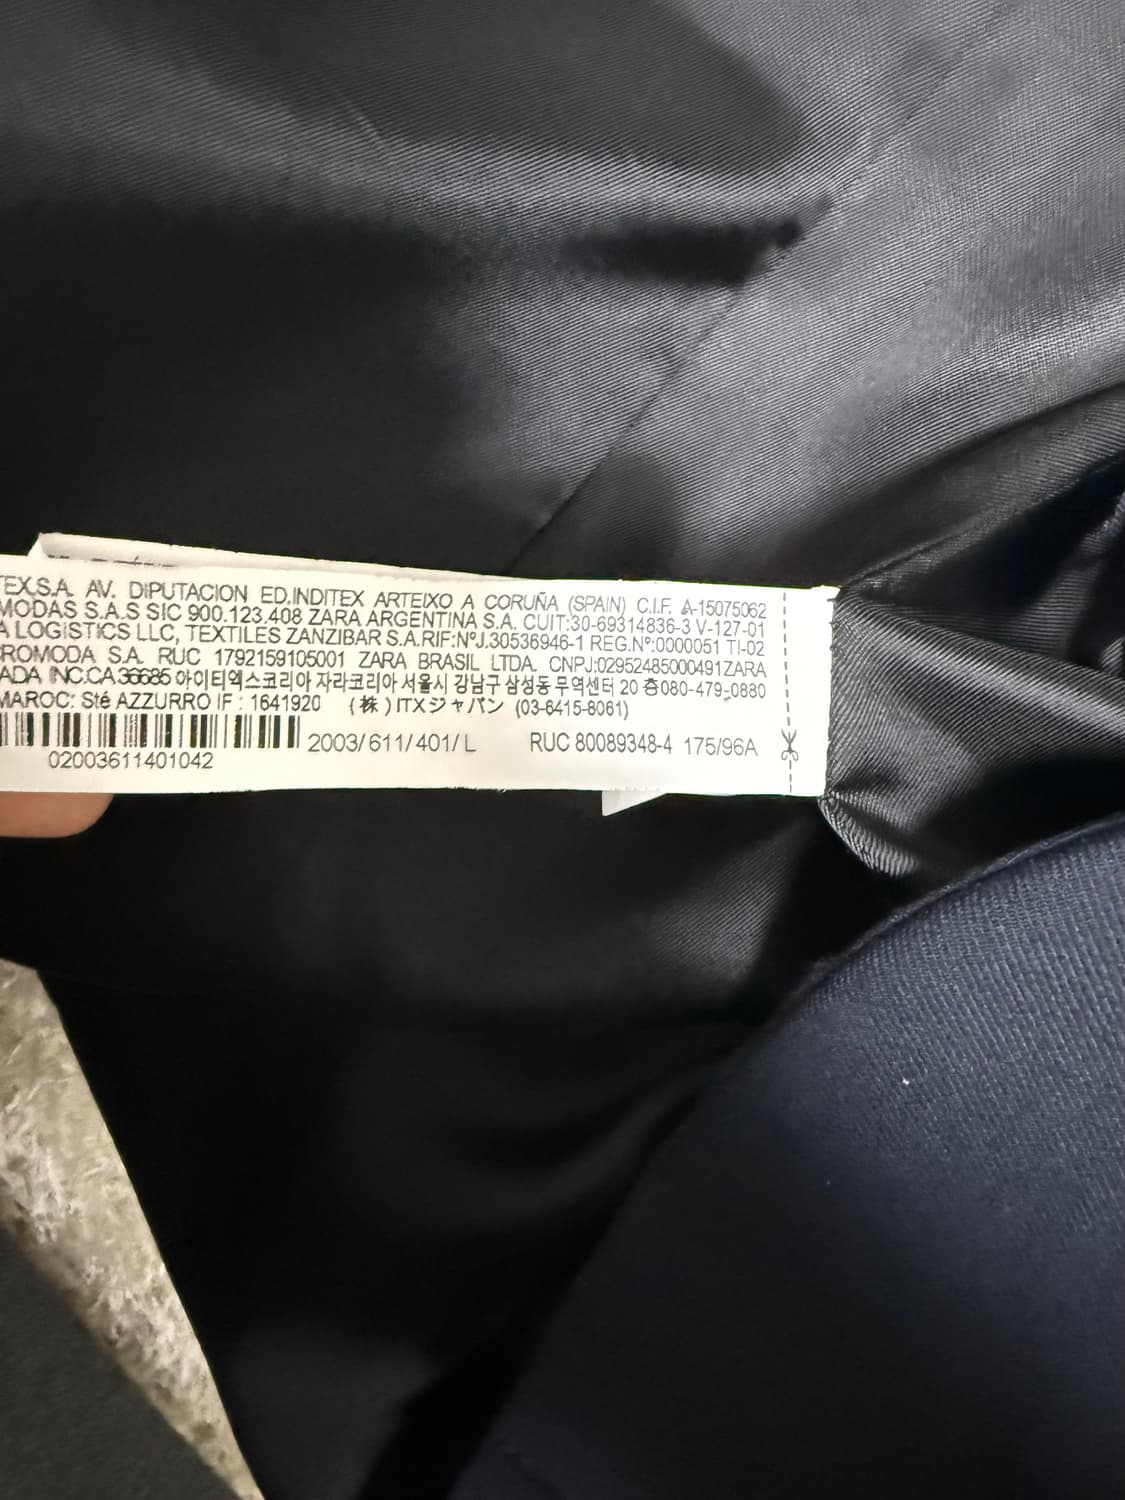 TEX,S.A. AV. DIPUTACION ED.INDITEX ARTEIXO A CORUÑA (SPAIN) C.I.F. A-15075062
MODAS S.A.S SIC 900.123.408 ZARA ARGENTINA S.A. CUIT:30-69314836-3 V-127-01
A LOGISTICS LLC, TEXTILES ZANZIBAR S.A.RIF:NºJ.30536946-1 REG.Nº:0000051 TI-02
ROMODA S.A. RUC 1792159105001 ZARA BRASIL LTDA. CNPJ:02952485000491ZARA
ADA INC.CA36685 아이티엑스코리아 자라코리아 서울시 강남구 삼성동 무역센터 20 층080-479-0880
MAROC: Sté AZZURRO IF : 1641920 (株)ITXジャパン (03-6415-8061)
2003/611/401/L RUC 80089348-4 175/96A
02003611401042